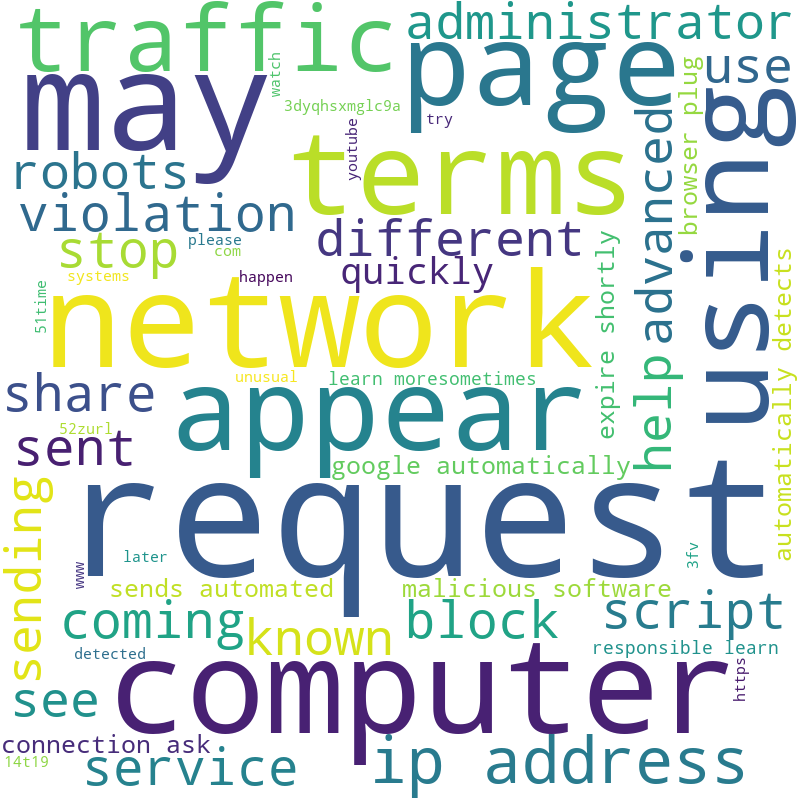 traffic
administrator
may
page
use
watch
3dyqhsxmglc9a
try
youtube
using
advanced
browser plug
terms
robots
violation
different
stop
please
com
quickly
systems
happen
51time
network
expire shortly
help
automatically detects
share
unusual
learn moresometimes
appear
52zurl
sent
google automatically
request
sending
www
later
3fv
sends automated
malicious software
coming
known
block
script
responsible learn
detected
computer
https
see
connection ask
14t19
service
ip address